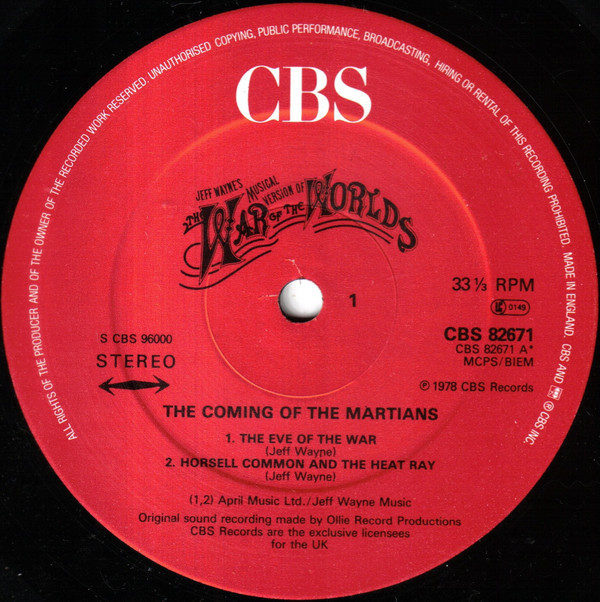 ALL RIGHTS OF THE PRODUCER AND OF THE OWNER OF THE RECORDED WORK RESERVED. UNAUTHORISED COPYING, PUBLIC PERFORMANCE, BROADCASTING, HIRING OR RENTAL OF THIS RECORDING PROHIBITED. MADE IN ENGLAND. CBS AND ® CBS INC.
CBS
JEFF WAYNE'S
MUSICAL
VERSION OF
THE WAR OF THE WORLDS
1
33⅓ RPM
LC 0149
S CBS 96000
STEREO
CBS 82671
CBS 82671 A*
MCPS/BIEM
℗ 1978 CBS Records
THE COMING OF THE MARTIANS
1. THE EVE OF THE WAR
(Jeff Wayne)
2. HORSELL COMMON AND THE HEAT RAY
(Jeff Wayne)
(1,2) April Music Ltd./Jeff Wayne Music
Original sound recording made by Ollie Record Productions
CBS Records are the exclusive licensees
for the UK